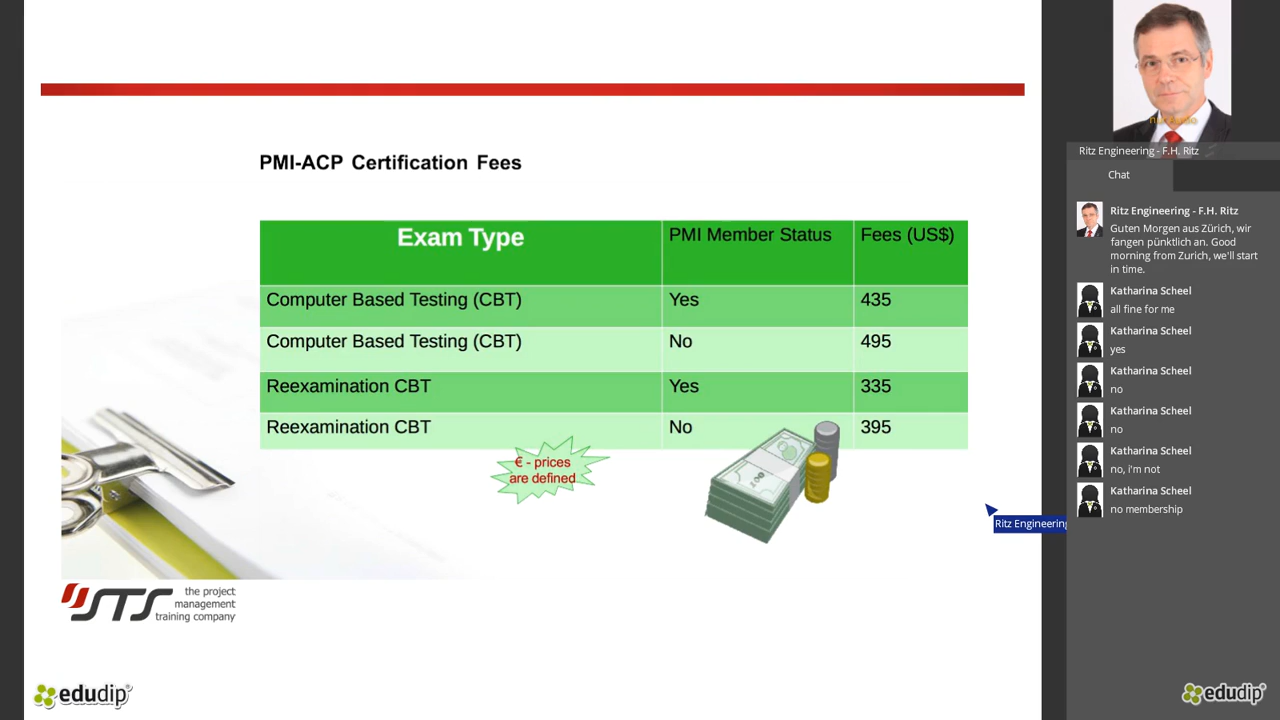 PMI-ACP Certification Fees
Exam Type PMI Member Status Fees (US$)
Computer Based Testing (CBT) Yes 435
Computer Based Testing (CBT) No 495
Reexamination CBT Yes 335
Reexamination CBT No 395
€ - prices
are defined
STS
the project
management
training company
edudip
Ritz Engineering
Ritz Engineering - F.H. Ritz
Chat
Ritz Engineering - F.H. Ritz
Guten Morgen aus Zürich, wir
fangen pünktlich an. Good
morning from Zurich, we'll start
in time.
Katharina Scheel
all fine for me
Katharina Scheel
yes
Katharina Scheel
no
Katharina Scheel
no
Katharina Scheel
no, i'm not
Katharina Scheel
no membership
edudip